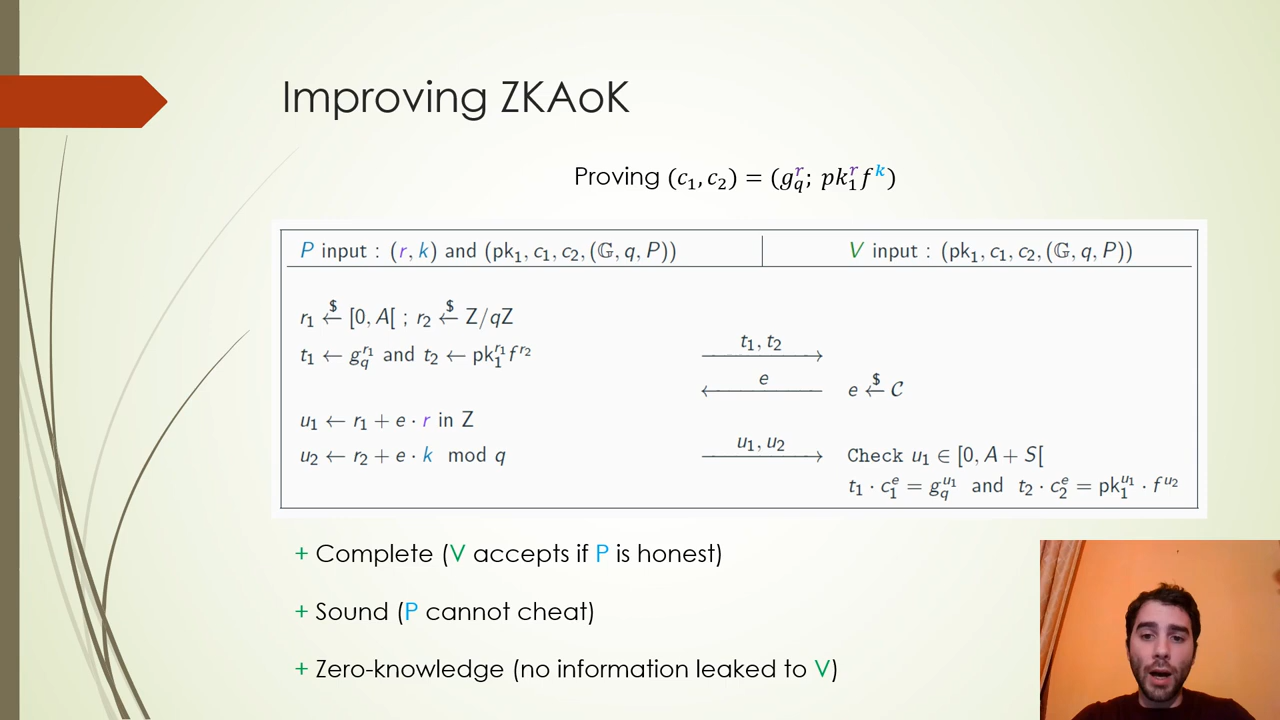 Improving ZKAoK
Proving (c₁, c₂) = (g_q^r; pk₁^r f^k)
P input : (r, k) and (pk₁, c₁, c₂, (𝔾, q, P))
V input : (pk₁, c₁, c₂, (𝔾, q, P))
r₁ ←$ [0, A[ ; r₂ ←$ Z/qZ
t₁ ← g_q^{r₁} and t₂ ← pk₁^{r₁} f^{r₂}
t₁, t₂
e
e ←$ 𝒞
u₁ ← r₁ + e · r in Z
u₂ ← r₂ + e · k mod q
u₁, u₂
Check u₁ ∈ [0, A + S[
t₁ · c₁^e = g_q^{u₁} and t₂ · c₂^e = pk₁^{u₁} · f^{u₂}
+ Complete (V accepts if P is honest)
+ Sound (P cannot cheat)
+ Zero-knowledge (no information leaked to V)